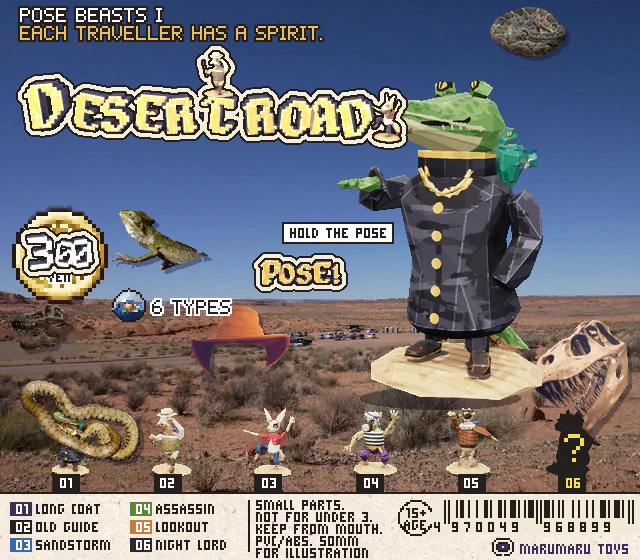 POSE BEASTS I
EACH TRAVELLER HAS A SPIRIT.
DESERT ROAD
300
YEN
HOLD THE POSE
POSE!
6 TYPES
01
02
03
04
05
?
06
01 LONG COAT
02 OLD GUIDE
03 SANDSTORM
04 ASSASSIN
05 LOOKOUT
06 NIGHT LORD
SMALL PARTS.
NOT FOR UNDER 3.
KEEP FROM MOUTH.
PVC/ABS. 50MM
FOR ILLUSTRATION
15+
AGE
4 970049 968899
MARUMARU TOYS